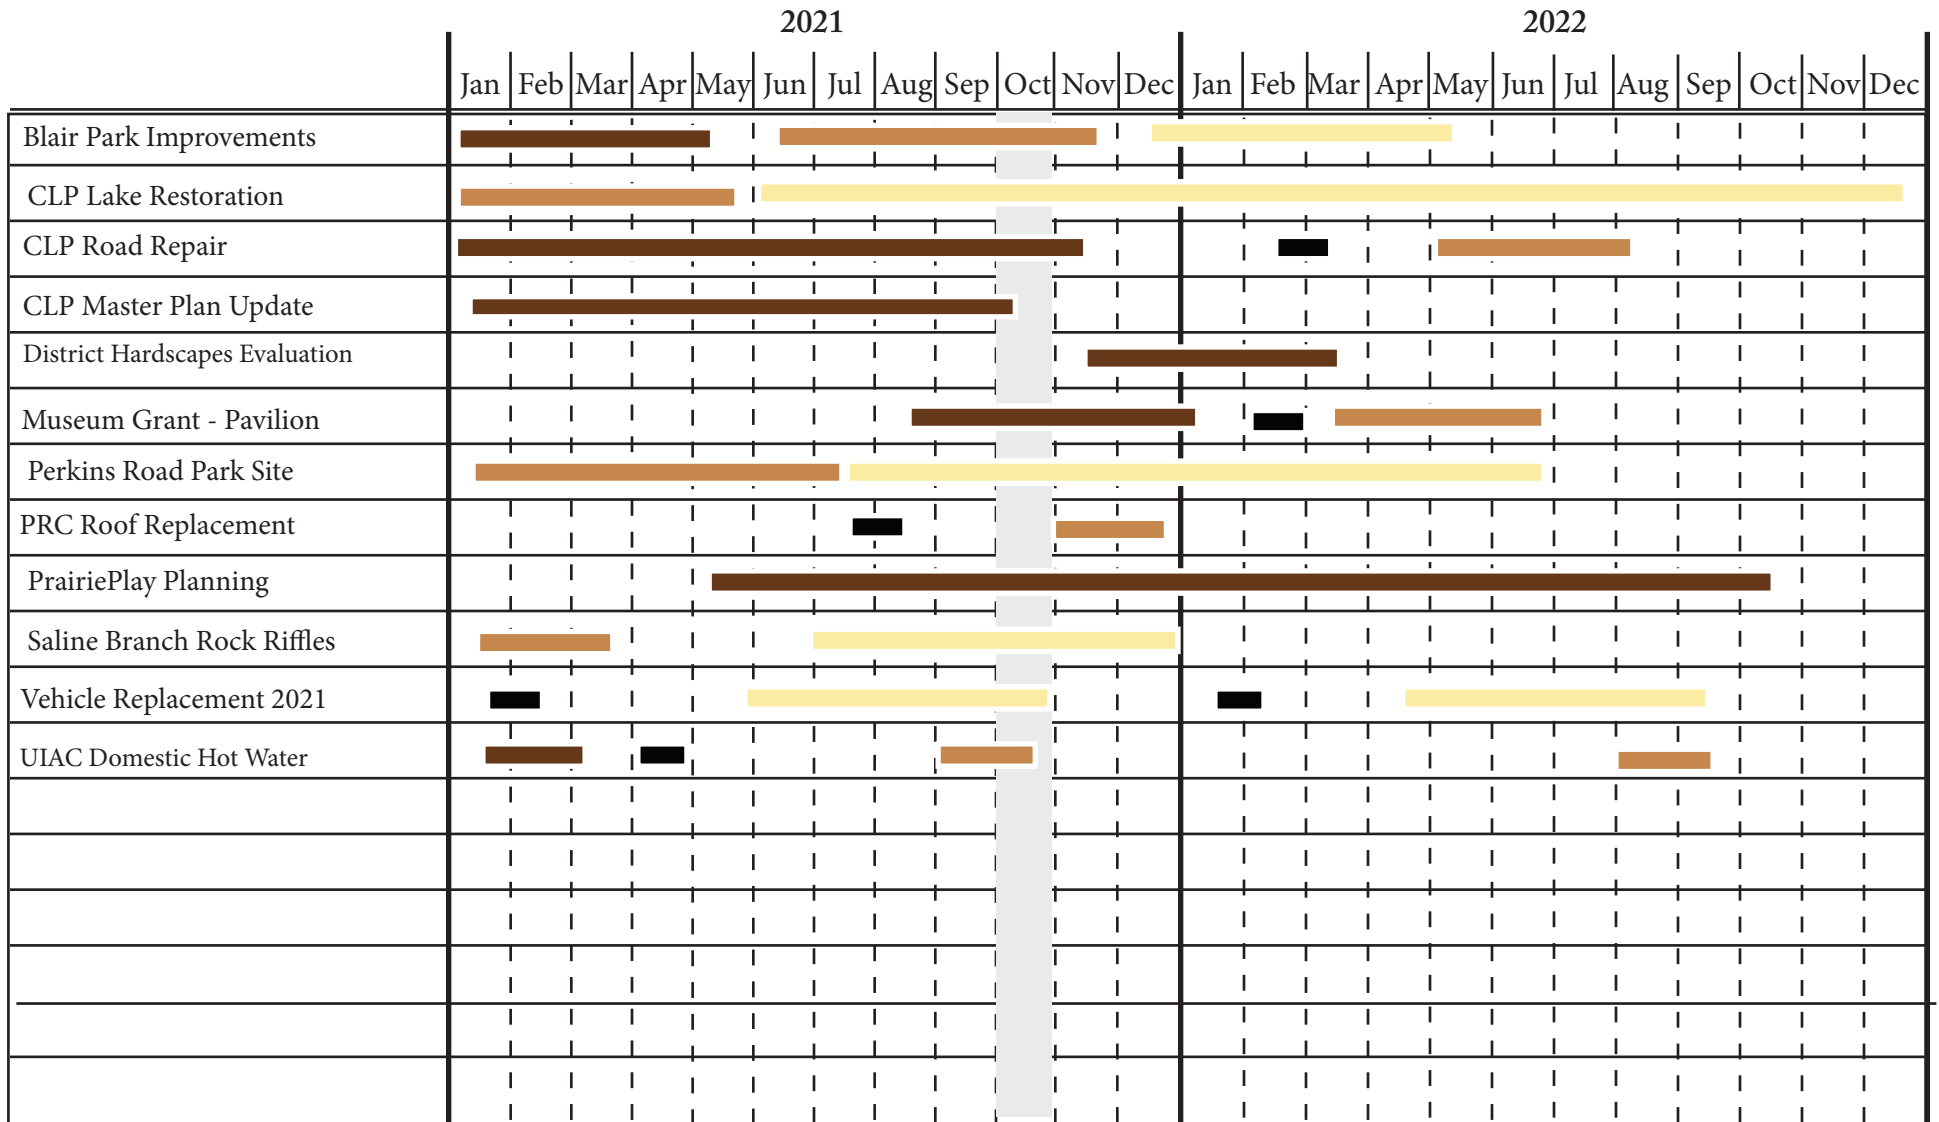 2021 2022
Jan Feb Mar Apr May Jun Jul Aug Sep Oct Nov Dec Jan Feb Mar Apr May Jun Jul Aug Sep Oct Nov Dec
Blair Park Improvements
CLP Lake Restoration
CLP Road Repair
CLP Master Plan Update
District Hardscapes Evaluation
Museum Grant - Pavilion
Perkins Road Park Site
PRC Roof Replacement
PrairiePlay Planning
Saline Branch Rock Riffles
Vehicle Replacement 2021
UIAC Domestic Hot Water